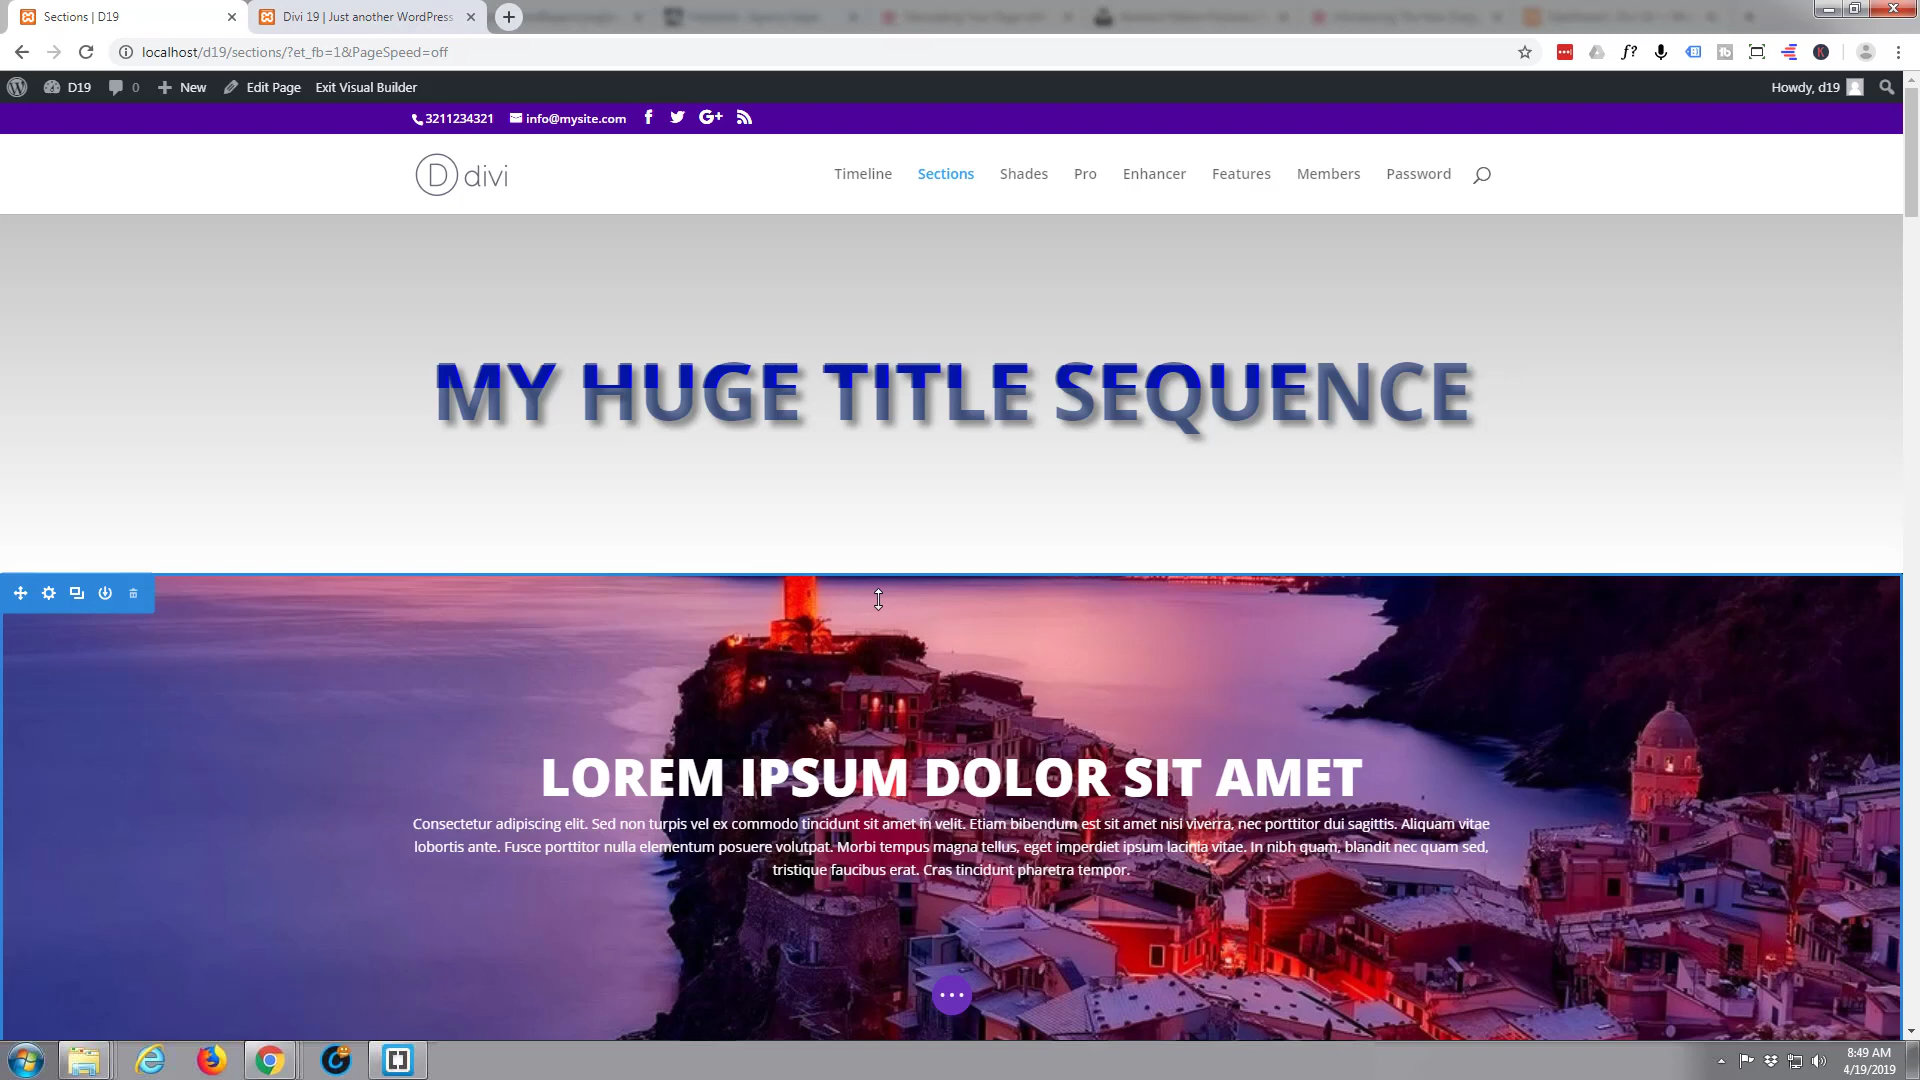 Sections | D19
Divi 19 | Just another WordPress
localhost/d19/sections/?et_fb=1&PageSpeed=off
f?
fb
K
D19
0
New
Edit Page
Exit Visual Builder
Howdy, d19
3211234321
info@mysite.com
f
G+
D divi
Timeline
Sections
Shades
Pro
Enhancer
Features
Members
Password
MY HUGE TITLE SEQUENCE
LOREM IPSUM DOLOR SIT AMET
Consectetur adipiscing elit. Sed non turpis vel ex commodo tincidunt sit amet in velit. Etiam bibendum est sit amet nisi viverra, nec porttitor dui sagittis. Aliquam vitae
lobortis ante. Fusce porttitor nulla elementum posuere volutpat. Morbi tempus magna tellus, eget imperdiet ipsum lacinia vitae. In nibh quam, blandit nec quam sed,
tristique faucibus erat. Cras tincidunt pharetra tempor.
8:49 AM
4/19/2019